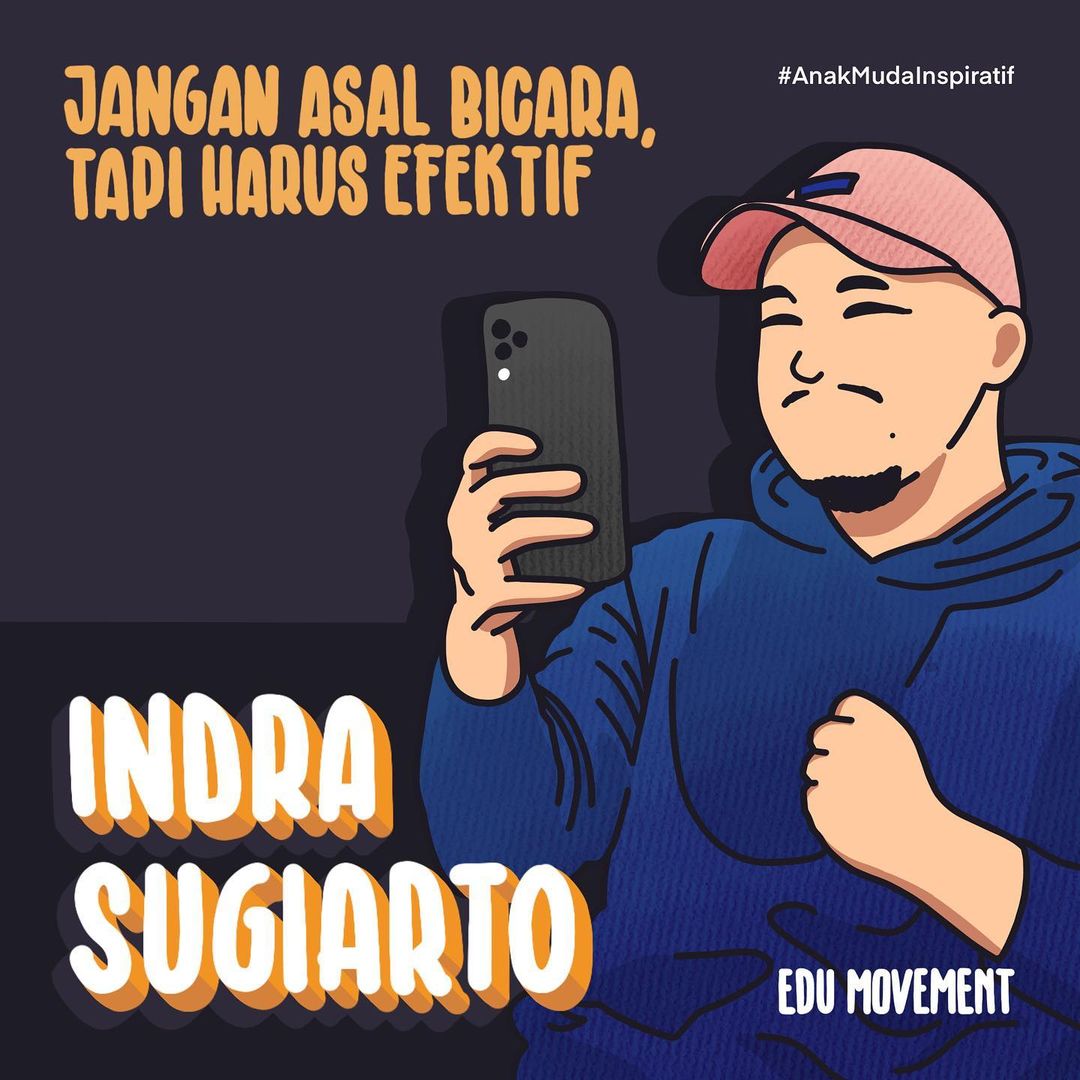 JANGAN ASAL BICARA,
TAPI HARUS EFEKTIF
#AnakMudaInspiratif
INDRA
SUGIARTO
EDU MOVEMENT